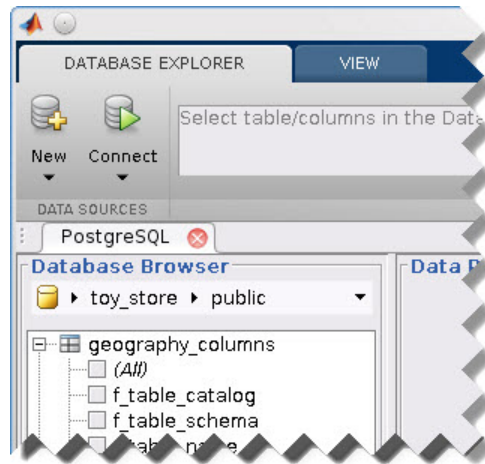 DATABASE EXPLORER VIEW
Select table/columns in the Data
New Connect
DATA SOURCES
PostgreSQL
Database Browser Data
toy_store public
geography_columns
(All)
f_table_catalog
f_table_schema